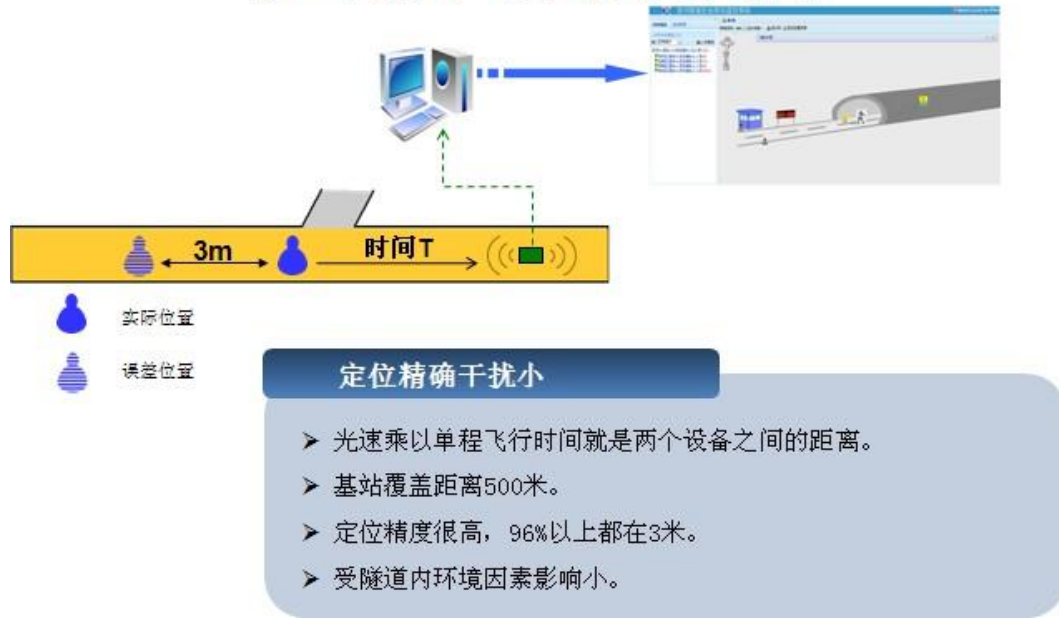 3m
时间T
实际位置
误差位置
定位精确干扰小
光速乘以单程飞行时间就是两个设备之间的距离。
基站覆盖距离500米。
定位精度很高，96%以上都在3米。
受隧道内环境因素影响小。